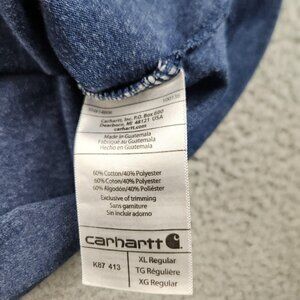 Carhartt, Inc. P.O. Box 600
Dearborn, MI 48121 USA
carhartt.com
Made in Guatemala
Fabriqué au Guatemala
Hecho en Guatemala
60% Cotton/40% Polyester
60% Coton/40% Polyester
60% Algodón/40% Poliéster
Exclusive of trimming
Sans garniture
Sin incluir adorno
carhartt
K87 413
XL Regular
TG Régulière
XG Regular